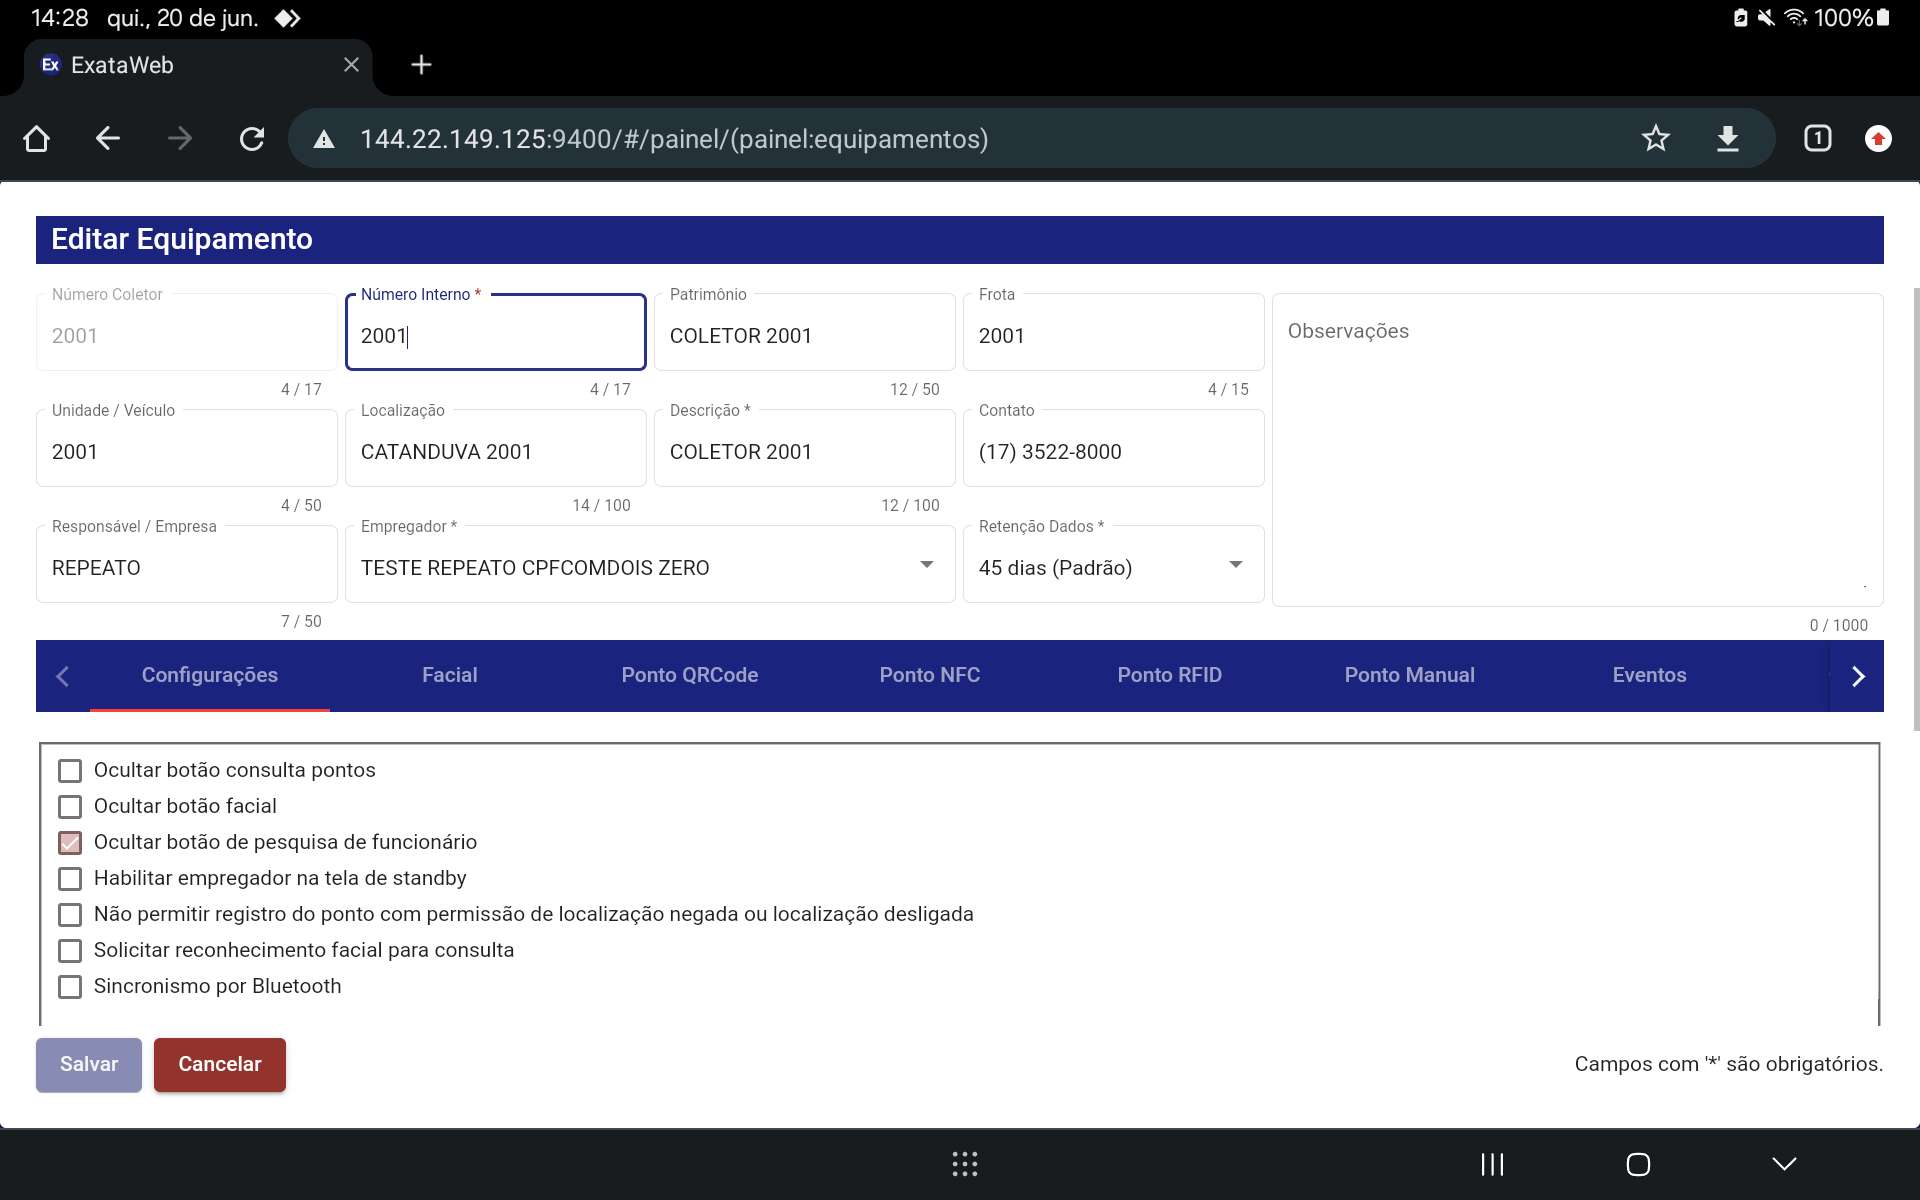 14:28 qui., 20 de jun. 100%
Ex ExataWeb
144.22.149.125:9400/#/painel/(painel:equipamentos) 1
Editar Equipamento
Número Coletor Número Interno * Patrimônio Frota
2001 2001 COLETOR 2001 2001 Observações
4 / 17 4 / 17 12 / 50 4 / 15
Unidade / Veículo Localização Descrição * Contato
2001 CATANDUVA 2001 COLETOR 2001 (17) 3522-8000
4 / 50 14 / 100 12 / 100
Responsável / Empresa Empregador * Retenção Dados *
REPEATO TESTE REPEATO CPFCOMDOIS ZERO 45 dias (Padrão)
7 / 50 0 / 1000
Configurações Facial Ponto QRCode Ponto NFC Ponto RFID Ponto Manual Eventos
Ocultar botão consulta pontos
Ocultar botão facial
Ocultar botão de pesquisa de funcionário
Habilitar empregador na tela de standby
Não permitir registro do ponto com permissão de localização negada ou localização desligada
Solicitar reconhecimento facial para consulta
Sincronismo por Bluetooth
Salvar Cancelar Campos com '*' são obrigatórios.